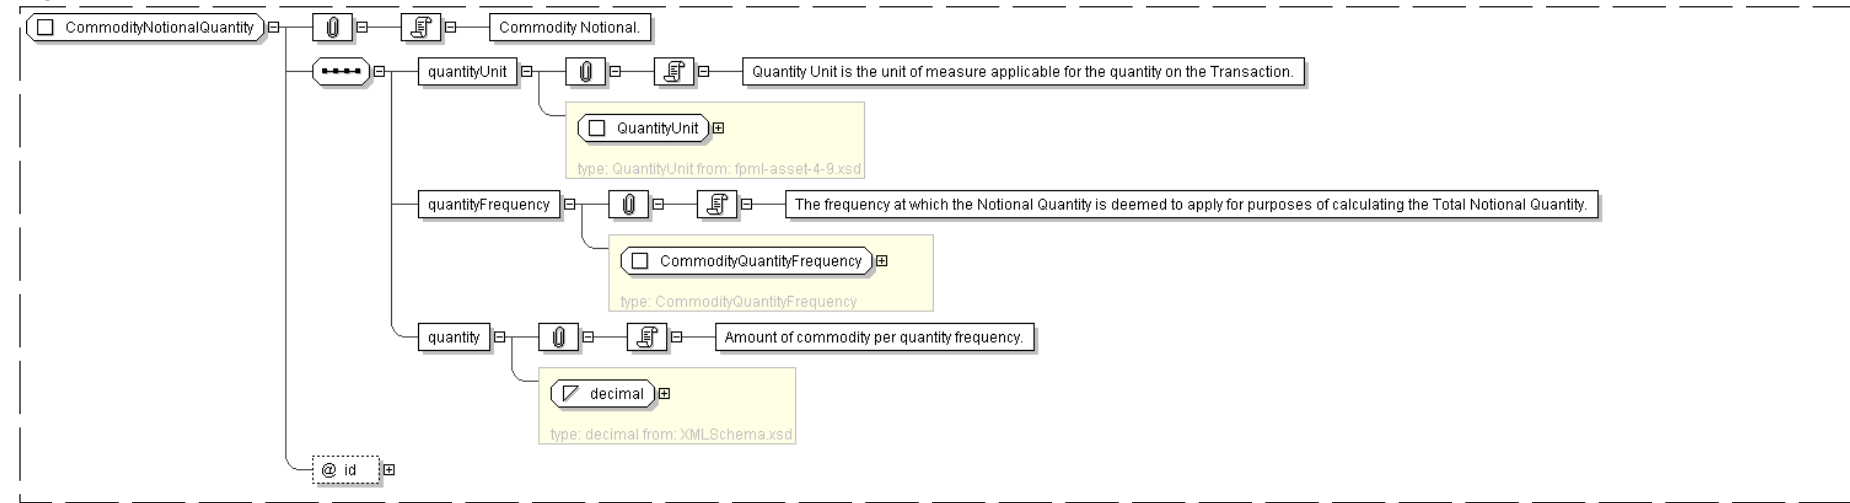 CommodityNotionalQuantity
Commodity Notional.
quantityUnit
Quantity Unit is the unit of measure applicable for the quantity on the Transaction.
QuantityUnit
type: QuantityUnit from: fpml-asset-4-9.xsd
quantityFrequency
The frequency at which the Notional Quantity is deemed to apply for purposes of calculating the Total Notional Quantity.
CommodityQuantityFrequency
type: CommodityQuantityFrequency
quantity
Amount of commodity per quantity frequency.
decimal
type: decimal from: XMLSchema.xsd
@ id